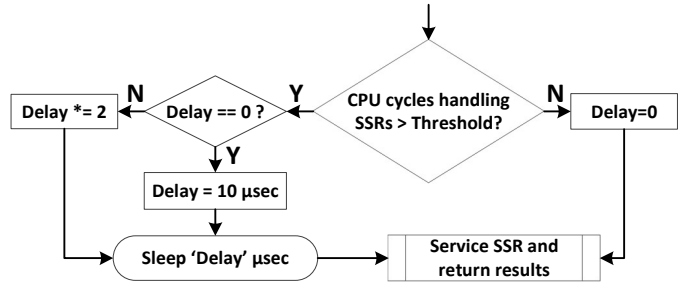 CPU cycles handling
SSRs > Threshold?
Y
N
Delay == 0 ?
N
Y
Delay *= 2
Delay=0
Delay = 10 μsec
Sleep ‘Delay’ μsec
Service SSR and
return results